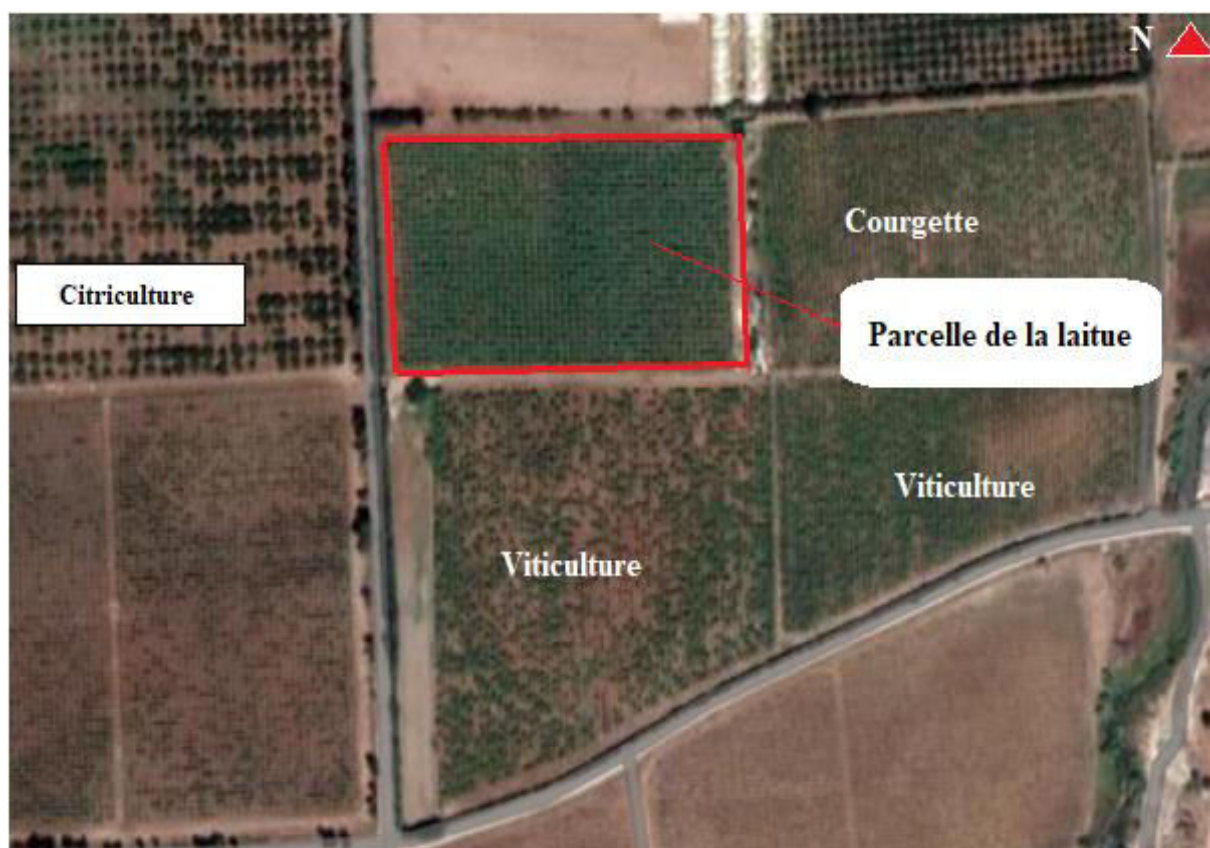 N
Courgette
Citriculture
Parcelle de la laitue
Viticulture
Viticulture